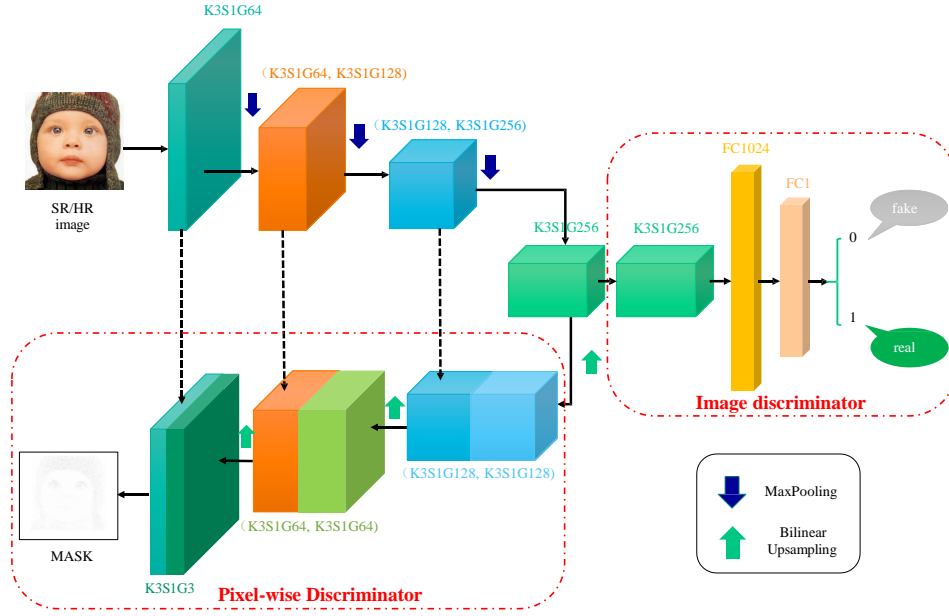 K3S1G64
(K3S1G64, K3S1G128)
(K3S1G128, K3S1G256)
SR/HR
image
FC1024
FC1
fake
0
K3S1G256
K3S1G256
1
real
Image discriminator
(K3S1G128, K3S1G128)
(K3S1G64, K3S1G64)
MASK
K3S1G3
Pixel-wise Discriminator
MaxPooling
Bilinear
Upsampling